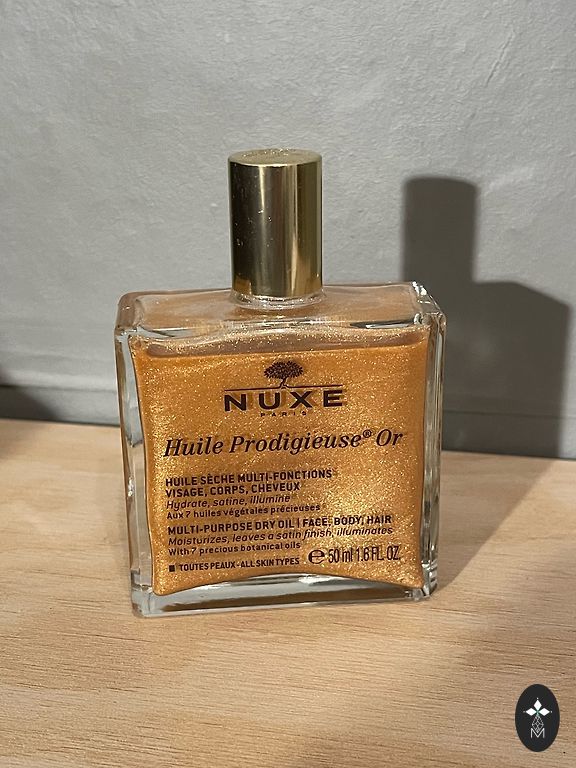 NUXE
PARIS
Huile Prodigieuse® Or
HUILE SÈCHE MULTI-FONCTIONS
VISAGE, CORPS, CHEVEUX
Hydrate, satine, illumine
Aux 7 huiles végétales précieuses
MULTI-PURPOSE DRY OIL | FACE, BODY, HAIR
Moisturizes, leaves a satin finish, illuminates
With 7 precious botanical oils
■ TOUTES PEAUX - ALL SKIN TYPES ℮ 50 ml 1.6 FL. OZ.
M